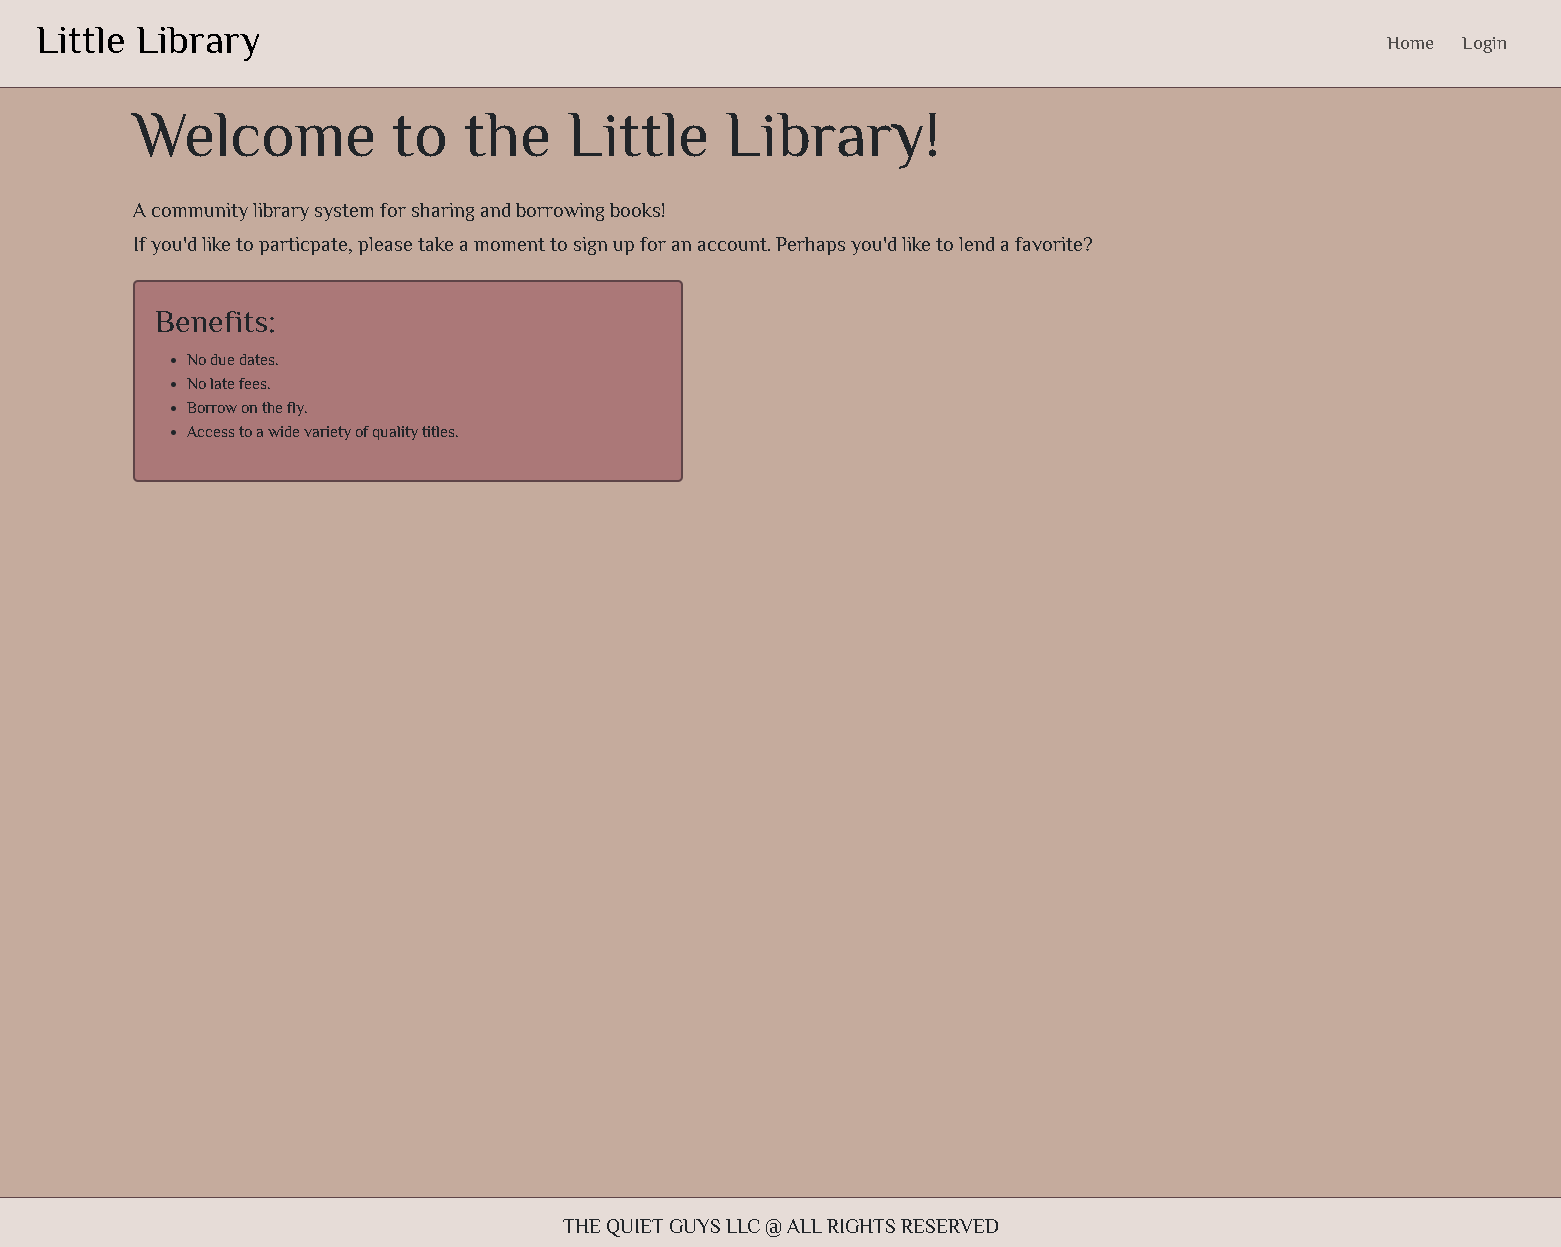 Little Library
Home
Login
Welcome to the Little Library!
A community library system for sharing and borrowing books!
If you'd like to particpate, please take a moment to sign up for an account. Perhaps you'd like to lend a favorite?
Benefits:
• No due dates.
• No late fees.
• Borrow on the fly.
• Access to a wide variety of quality titles.
THE QUIET GUYS LLC @ ALL RIGHTS RESERVED